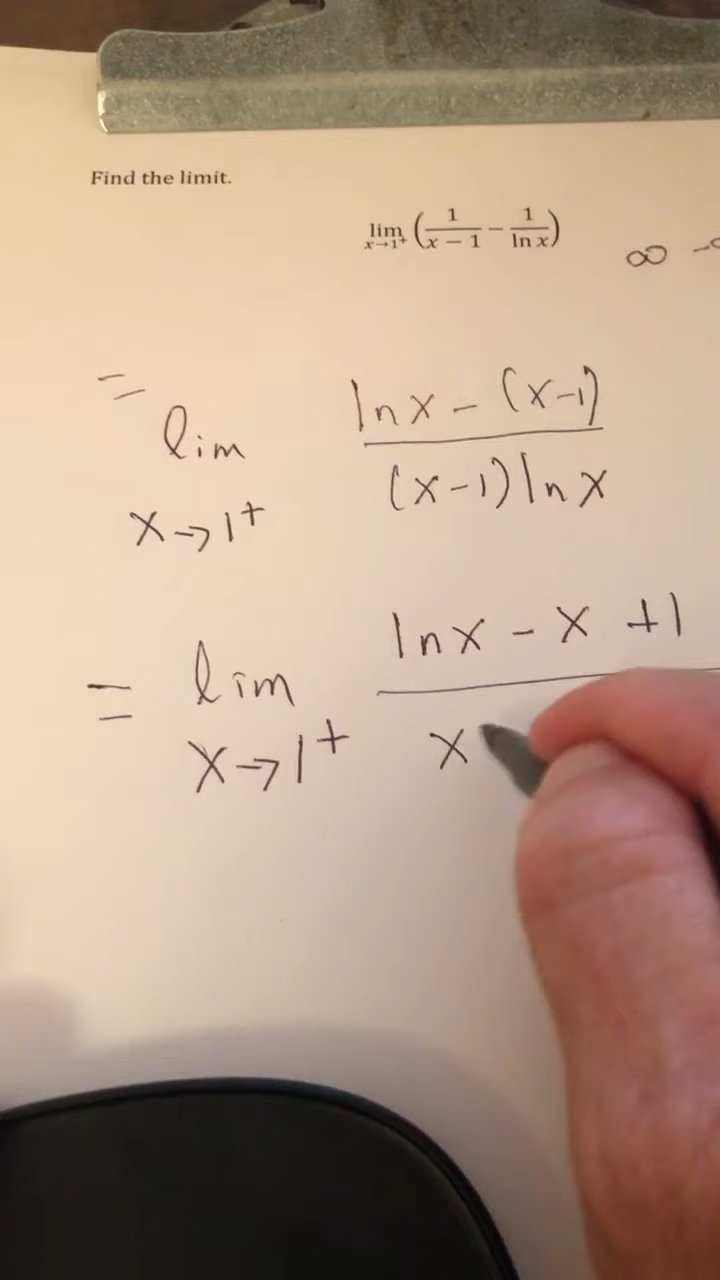 Find the limit.
lim x→1⁺ (1/(x − 1) − 1/ln x)
∞ −
= lim x→1⁺ (ln x − (x−1))/((x−1) ln x)
= lim x→1⁺ (ln x − x + 1)/(x